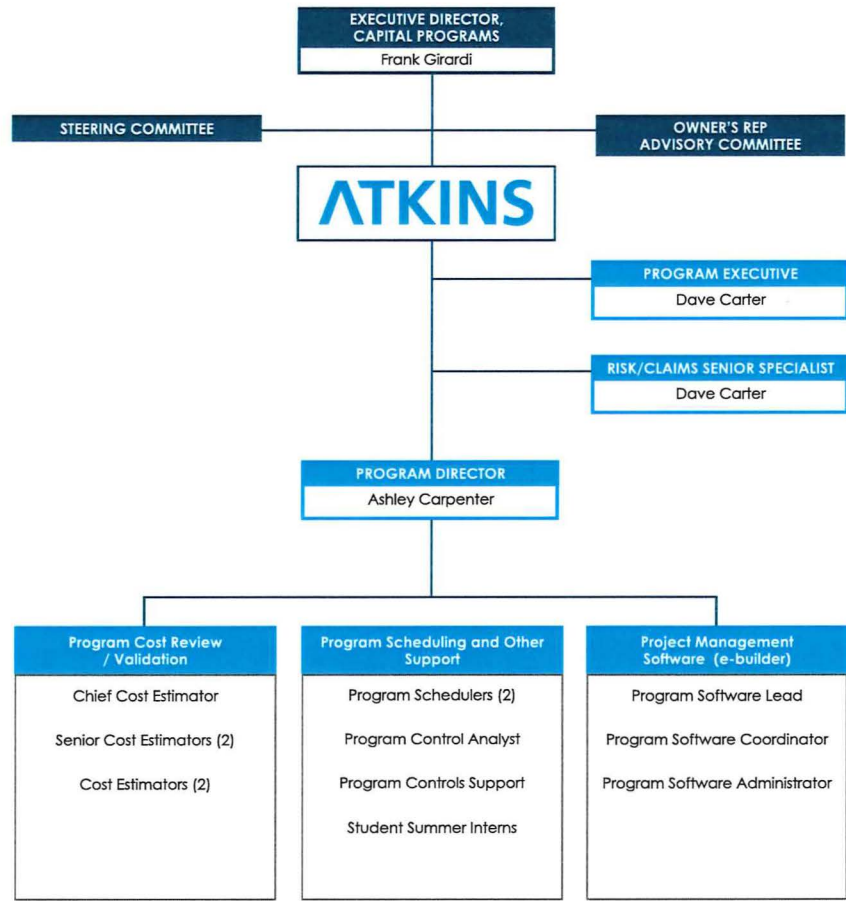 EXECUTIVE DIRECTOR,
CAPITAL PROGRAMS
Frank Girardi
STEERING COMMITTEE
OWNER'S REP
ADVISORY COMMITTEE
ATKINS
PROGRAM EXECUTIVE
Dave Carter
RISK/CLAIMS SENIOR SPECIALIST
Dave Carter
PROGRAM DIRECTOR
Ashley Carpenter
Program Cost Review
/ Validation
Chief Cost Estimator
Senior Cost Estimators (2)
Cost Estimators (2)
Program Scheduling and Other
Support
Program Schedulers (2)
Program Control Analyst
Program Controls Support
Student Summer Interns
Project Management
Software (e-builder)
Program Software Lead
Program Software Coordinator
Program Software Administrator